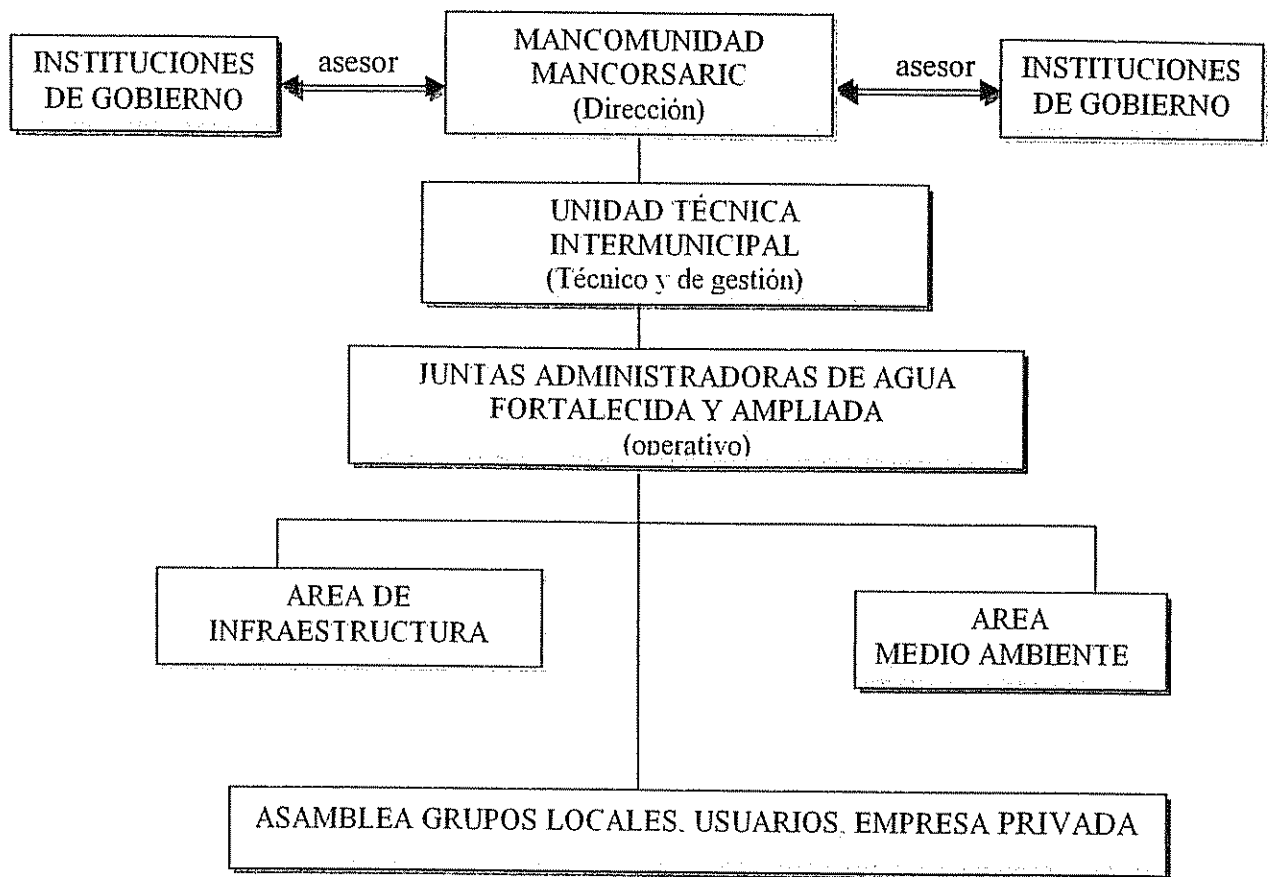 INSTITUCIONES
DE GOBIERNO
asesor
MANCOMUNIDAD
MANCORSARIC
(Dirección)
asesor
INSTITUCIONES
DE GOBIERNO
UNIDAD TÉCNICA
INTERMUNICIPAL
(Técnico y de gestión)
JUNTAS ADMINISTRADORAS DE AGUA
FORTALECIDA Y AMPLIADA
(operativo)
AREA DE
INFRAESTRUCTURA
AREA
MEDIO AMBIENTE
ASAMBLEA GRUPOS LOCALES. USUARIOS. EMPRESA PRIVADA